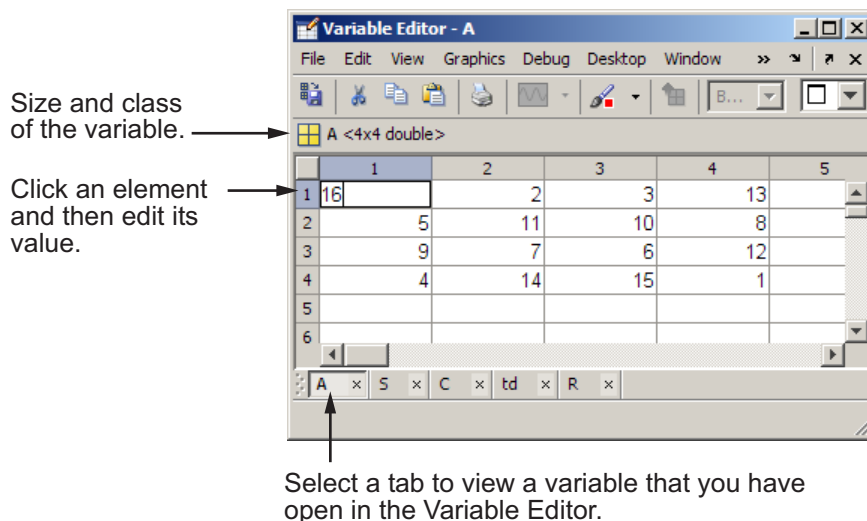 Variable Editor - A
File Edit View Graphics Debug Desktop Window »
B...
Size and class
of the variable.
A <4x4 double>
1 2 3 4 5
Click an element
and then edit its
value.
1 16 2 3 13
2 5 11 10 8
3 9 7 6 12
4 4 14 15 1
5
6
A × S × C × td × R ×
Select a tab to view a variable that you have
open in the Variable Editor.